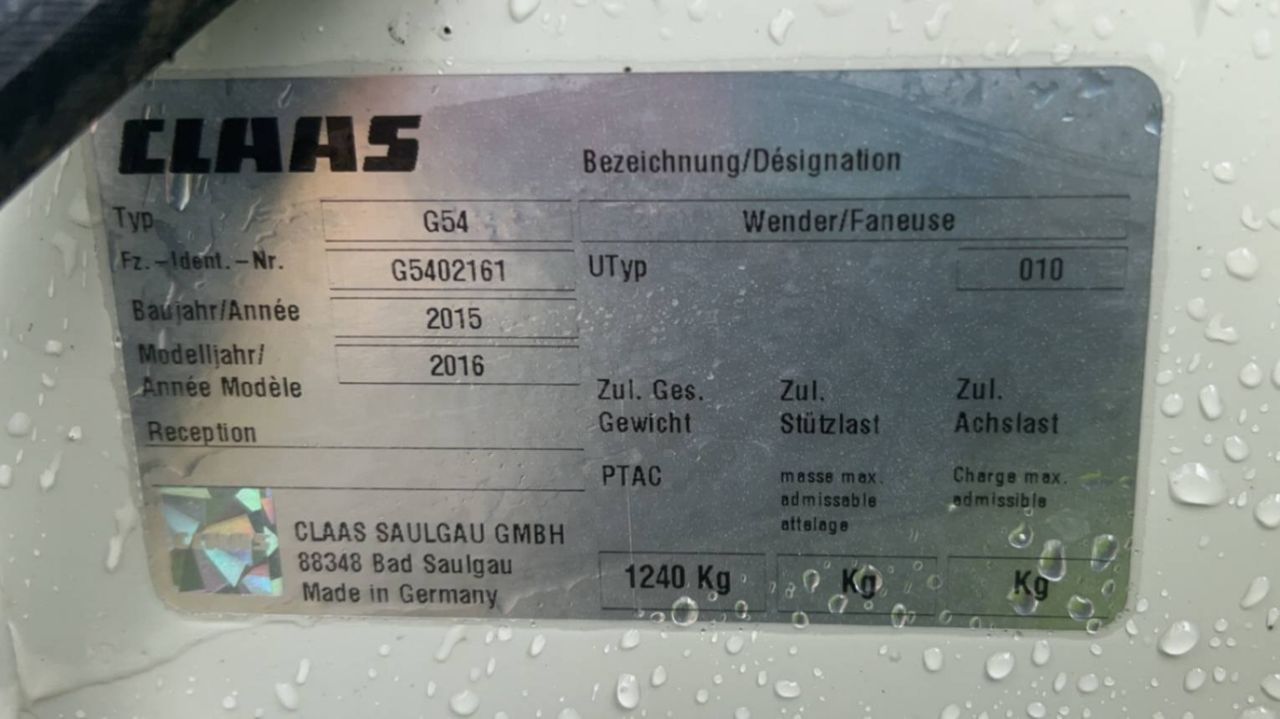 CLAAS
Bezeichnung/Désignation
Typ G54 Wender/Faneuse
Fz.-Ident.-Nr. G5402161 UTyp 010
Baujahr/Année 2015
Modelljahr/ 2016
Année Modèle
Reception
Zul. Ges. Zul. Zul.
Gewicht Stützlast Achslast
PTAC masse max. Charge max.
admissable admissible
attelage
CLAAS SAULGAU GMBH
88348 Bad Saulgau
Made in Germany
1240 Kg Kg Kg